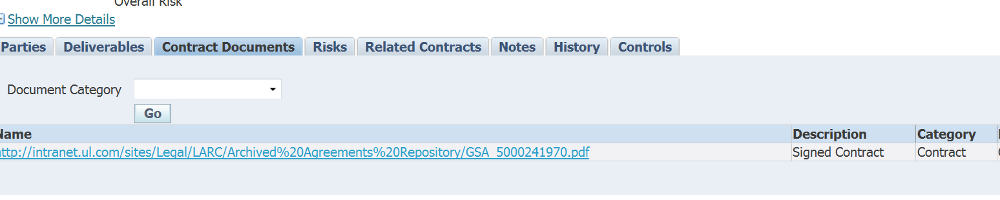 Overall Risk
Show More Details
Parties Deliverables Contract Documents Risks Related Contracts Notes History Controls
Document Category
Go
Name Description Category
http://intranet.ul.com/sites/Legal/LARC/Archived%20Agreements%20Repository/GSA_5000241970.pdf Signed Contract Contract